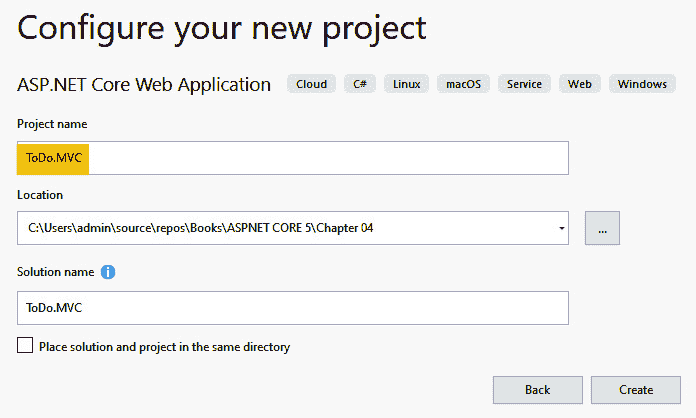 Configure your new project
ASP.NET Core Web Application Cloud C# Linux macOS Service Web Windows
Project name
ToDo.MVC
Location
C:\Users\admin\source\repos\Books\ASPNET CORE 5\Chapter 04
...
Solution name
ToDo.MVC
Place solution and project in the same directory
Back Create